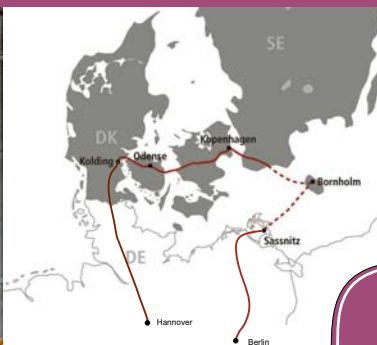 SE
DK
Kopenhagen
Odense
Kolding
Bornholm
Sassnitz
DE
Hannover
Berlin